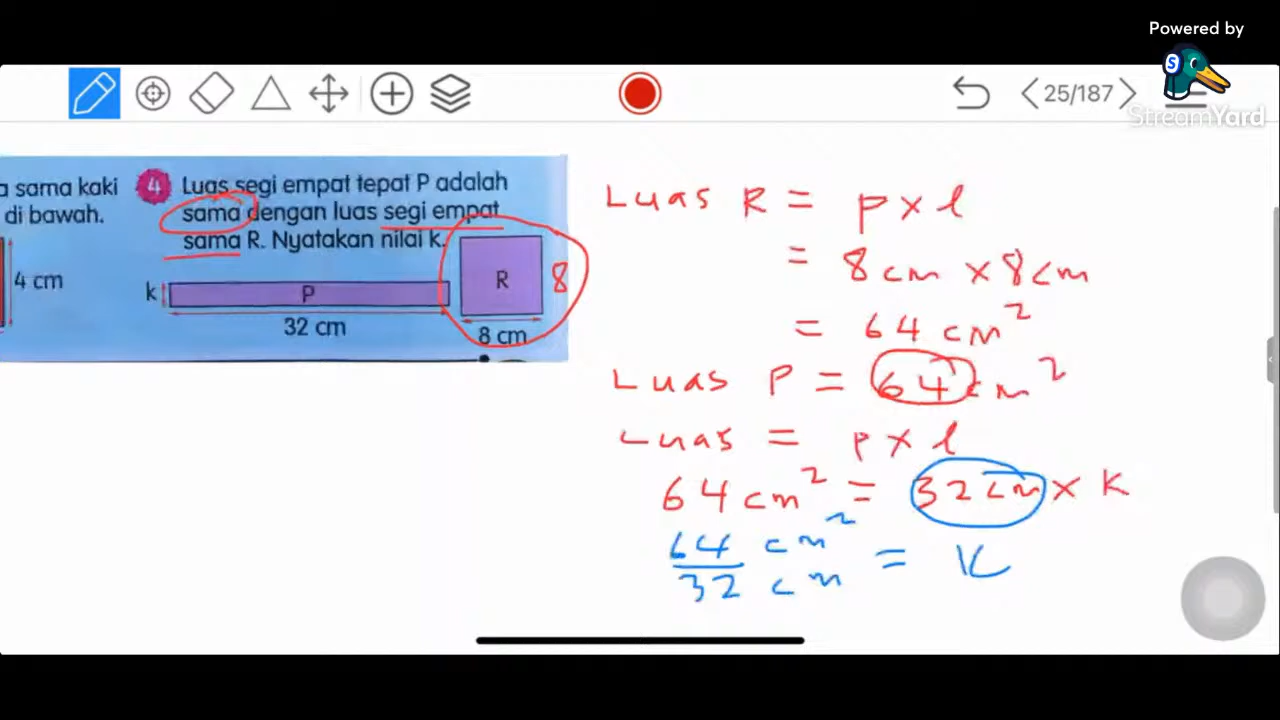 Powered by
StreamYard
25/187
a sama kaki
di bawah.
4 cm
4 Luas segi empat tepat P adalah
sama dengan luas segi empat
sama R. Nyatakan nilai k.
k
P
32 cm
R
8
8 cm
Luas R = p x l
= 8 cm x 8 cm
= 64 cm²
Luas P = 64 cm²
Luas = p x l
64 cm² = 32 cm x k
64 cm² / 32 cm = k